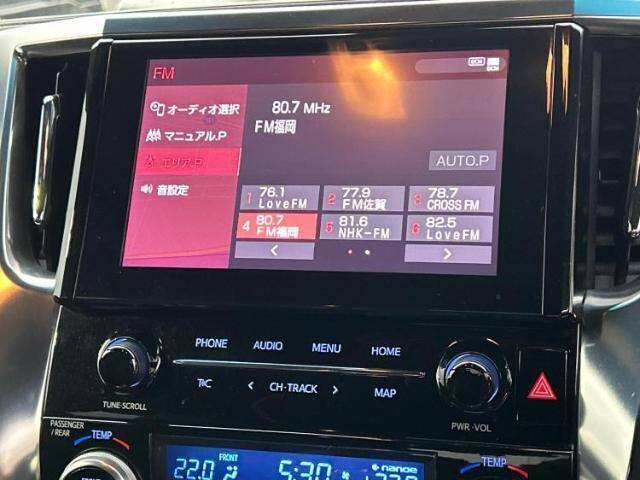 FM
オーディオ選択
マニュアル.P
エリア.P
音設定
80.7 MHz
FM福岡
AUTO.P
1 76.1 LoveFM
2 77.9 FM佐賀
3 78.7 CROSS FM
4 80.7 FM福岡
5 81.6 NHK-FM
6 82.5 LoveFM
< >
PHONE AUDIO MENU HOME
T/C < CH·TRACK > MAP
TUNE·SCROLL
PWR·VOL
PASSENGER /REAR
TEMP
FRONT
22.0 5:30 nanoe
TEMP